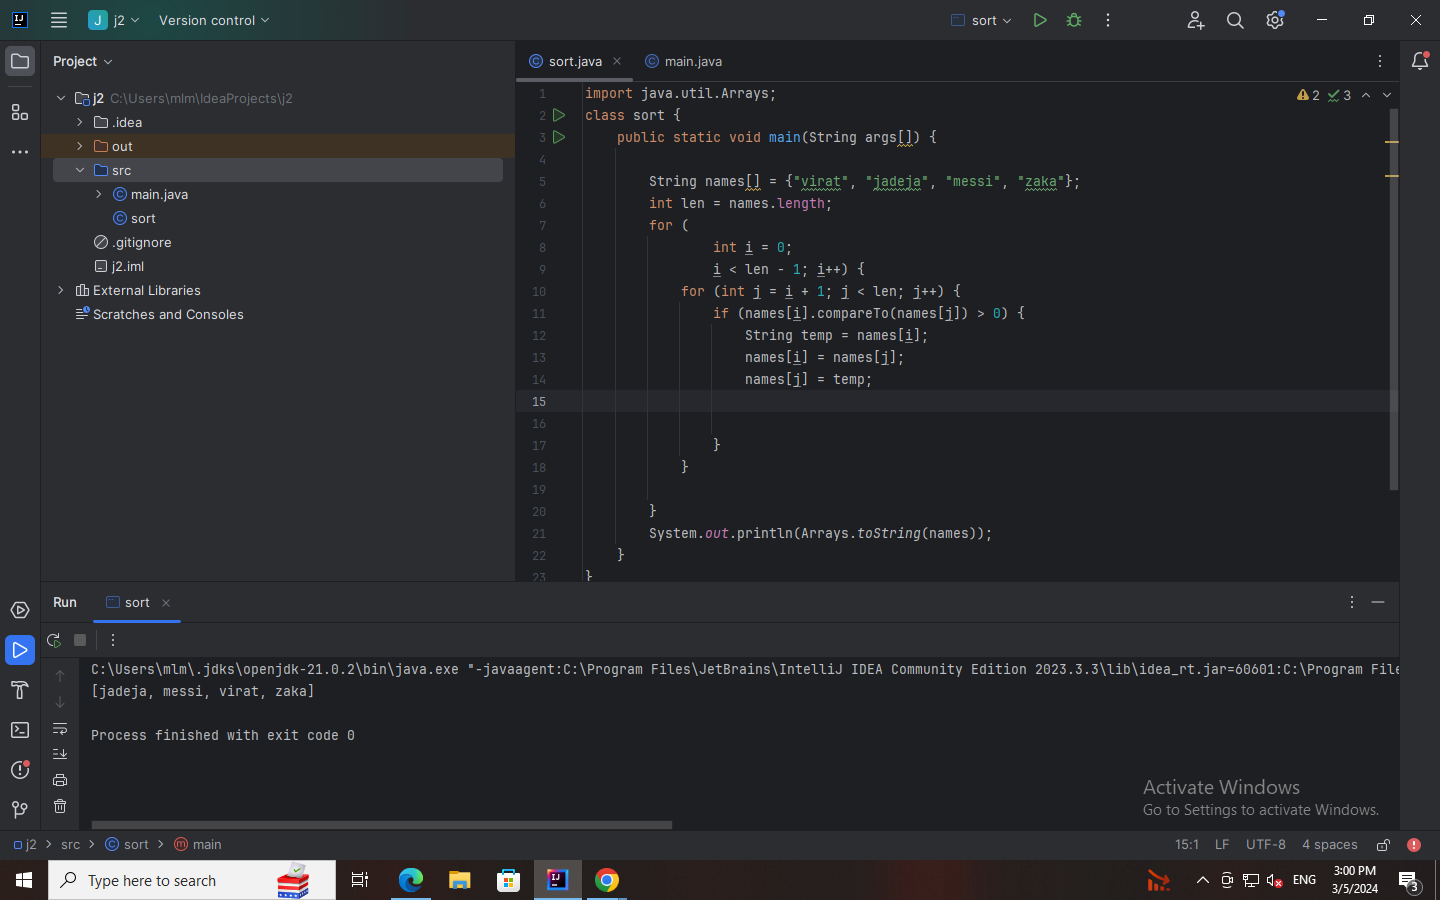 J j2 Version control sort
Project
sort.java main.java
j2 C:\Users\mlm\IdeaProjects\j2
.idea
out
src
main.java
sort
.gitignore
j2.iml
External Libraries
Scratches and Consoles
2 3
1 import java.util.Arrays;
2 class sort {
3 public static void main(String args[]) {
4
5 String names[] = {"virat", "jadeja", "messi", "zaka"};
6 int len = names.length;
7 for (
8 int i = 0;
9 i < len - 1; i++) {
10 for (int j = i + 1; j < len; j++) {
11 if (names[i].compareTo(names[j]) > 0) {
12 String temp = names[i];
13 names[i] = names[j];
14 names[j] = temp;
15
16
17 }
18 }
19
20 }
21 System.out.println(Arrays.toString(names));
22 }
23 }
Run sort
C:\Users\mlm\.jdks\openjdk-21.0.2\bin\java.exe "-javaagent:C:\Program Files\JetBrains\IntelliJ IDEA Community Edition 2023.3.3\lib\idea_rt.jar=60601:C:\Program File
[jadeja, messi, virat, zaka]
Process finished with exit code 0
Activate Windows
Go to Settings to activate Windows.
j2 src sort main 15:1 LF UTF-8 4 spaces
Type here to search
ENG
3:00 PM
3/5/2024
3